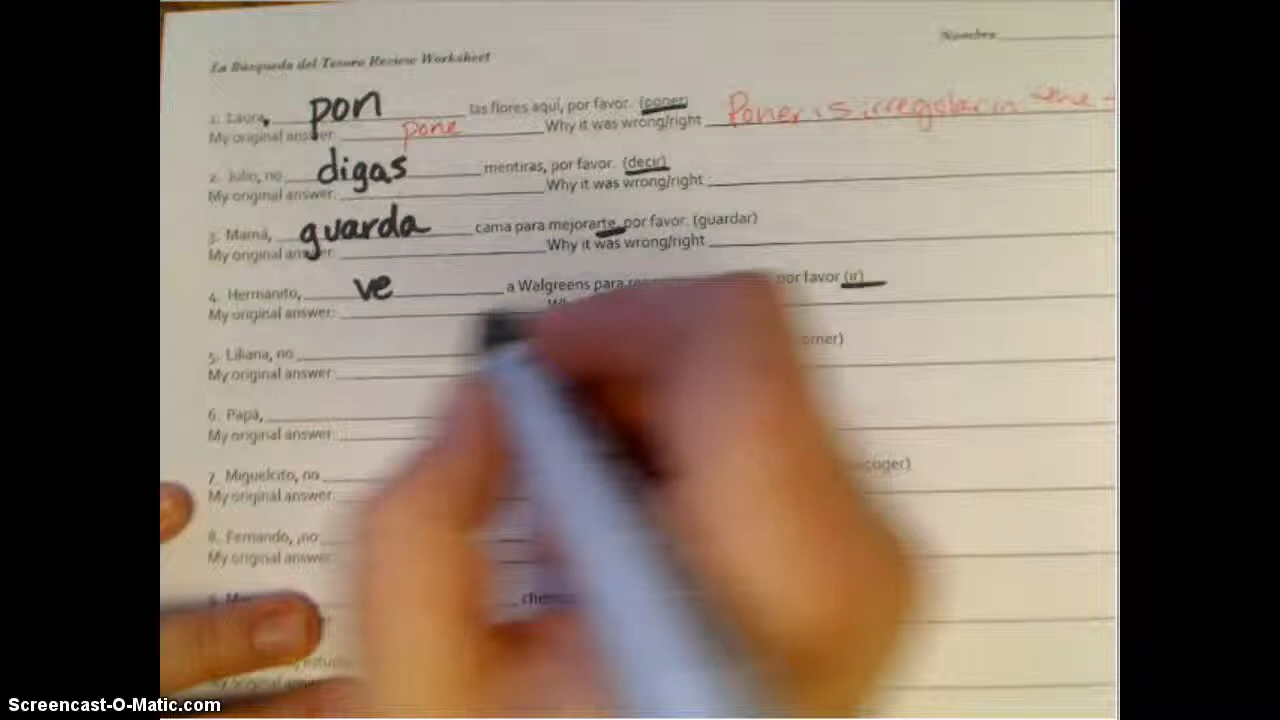 La Búsqueda del Tesoro Review Worksheet
Nombre
1. Laura, pon las flores aquí, por favor. (poner)
My original answer: pone Why it was wrong/right Poner is irregular in
2. Julio, no digas mentiras, por favor. (decir)
My original answer: Why it was wrong/right
3. Mamá, guarda cama para mejorarte, por favor. (guardar)
My original answer: Why it was wrong/right
4. Hermanito, ve a Walgreens para por favor (ir)
My original answer:
5. Liliana, no
My original answer:
6. Papá,
My original answer:
7. Miguelcito, no
My original answer:
8. Fernando, ,no
My original answer:
Screencast-O-Matic.com